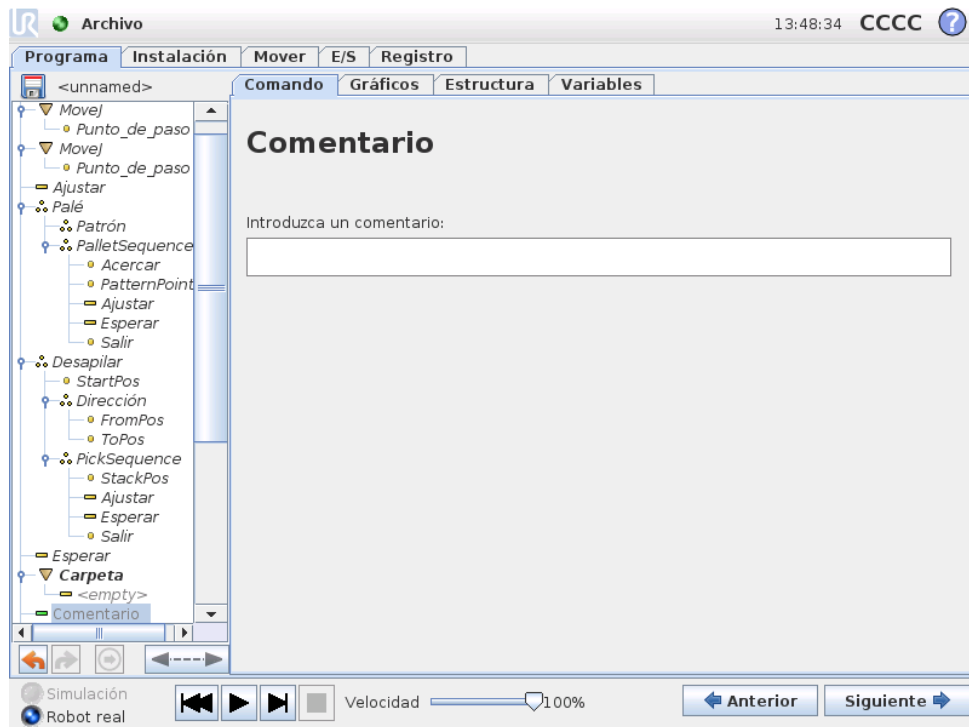 UR Archivo 13:48:34 CCCC ?
Programa Instalación Mover E/S Registro
<unnamed> Comando Gráficos Estructura Variables
MoveJ
Punto_de_paso
MoveJ
Punto_de_paso
Ajustar
Palé
Patrón
PalletSequence
Acercar
PatternPoint
Ajustar
Esperar
Salir
Desapilar
StartPos
Dirección
FromPos
ToPos
PickSequence
StackPos
Ajustar
Esperar
Salir
Esperar
Carpeta
<empty>
Comentario
Comentario
Introduzca un comentario:
Simulación
Robot real
Velocidad 100%
Anterior Siguiente